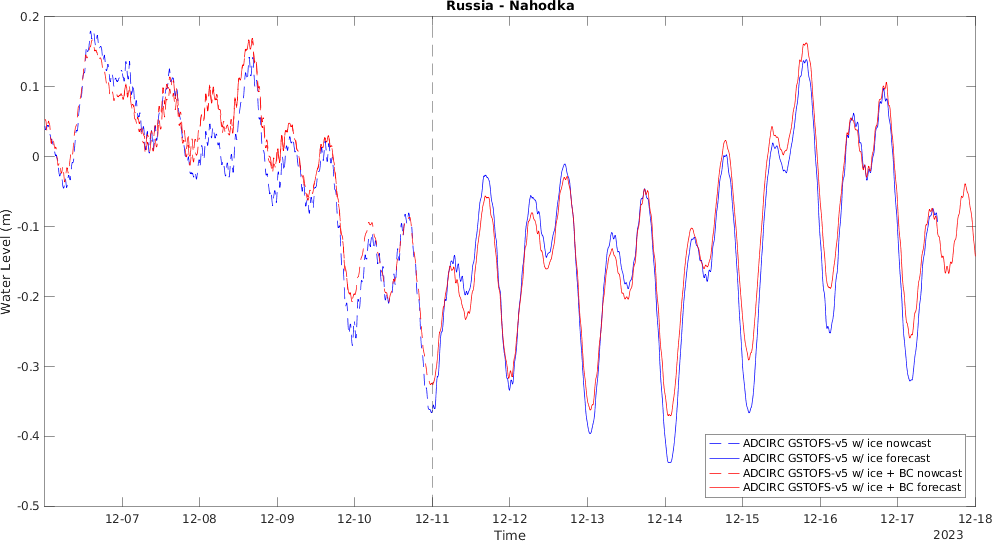 Russia - Nahodka
Water Level (m)
0.2
0.1
0
-0.1
-0.2
-0.3
-0.4
-0.5
ADCIRC GSTOFS-v5 w/ ice nowcast
ADCIRC GSTOFS-v5 w/ ice forecast
ADCIRC GSTOFS-v5 w/ ice + BC nowcast
ADCIRC GSTOFS-v5 w/ ice + BC forecast
12-07 12-08 12-09 12-10 12-11 12-12 12-13 12-14 12-15 12-16 12-17 12-18
Time
2023